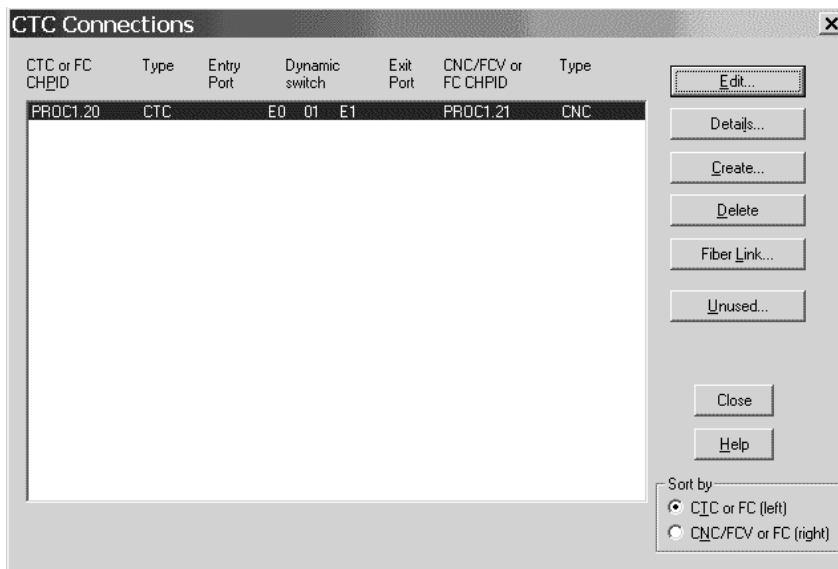 CTC Connections
CTC or FC CHPID Type Entry Port Dynamic switch Exit Port CNC/FCV or FC CHPID Type
PROC1.20 CTC E0 01 E1 PROC1.21 CNC
Edit...
Details...
Create...
Delete
Fiber Link...
Unused...
Close
Help
Sort by
CTC or FC (left)
CNC/FCV or FC (right)